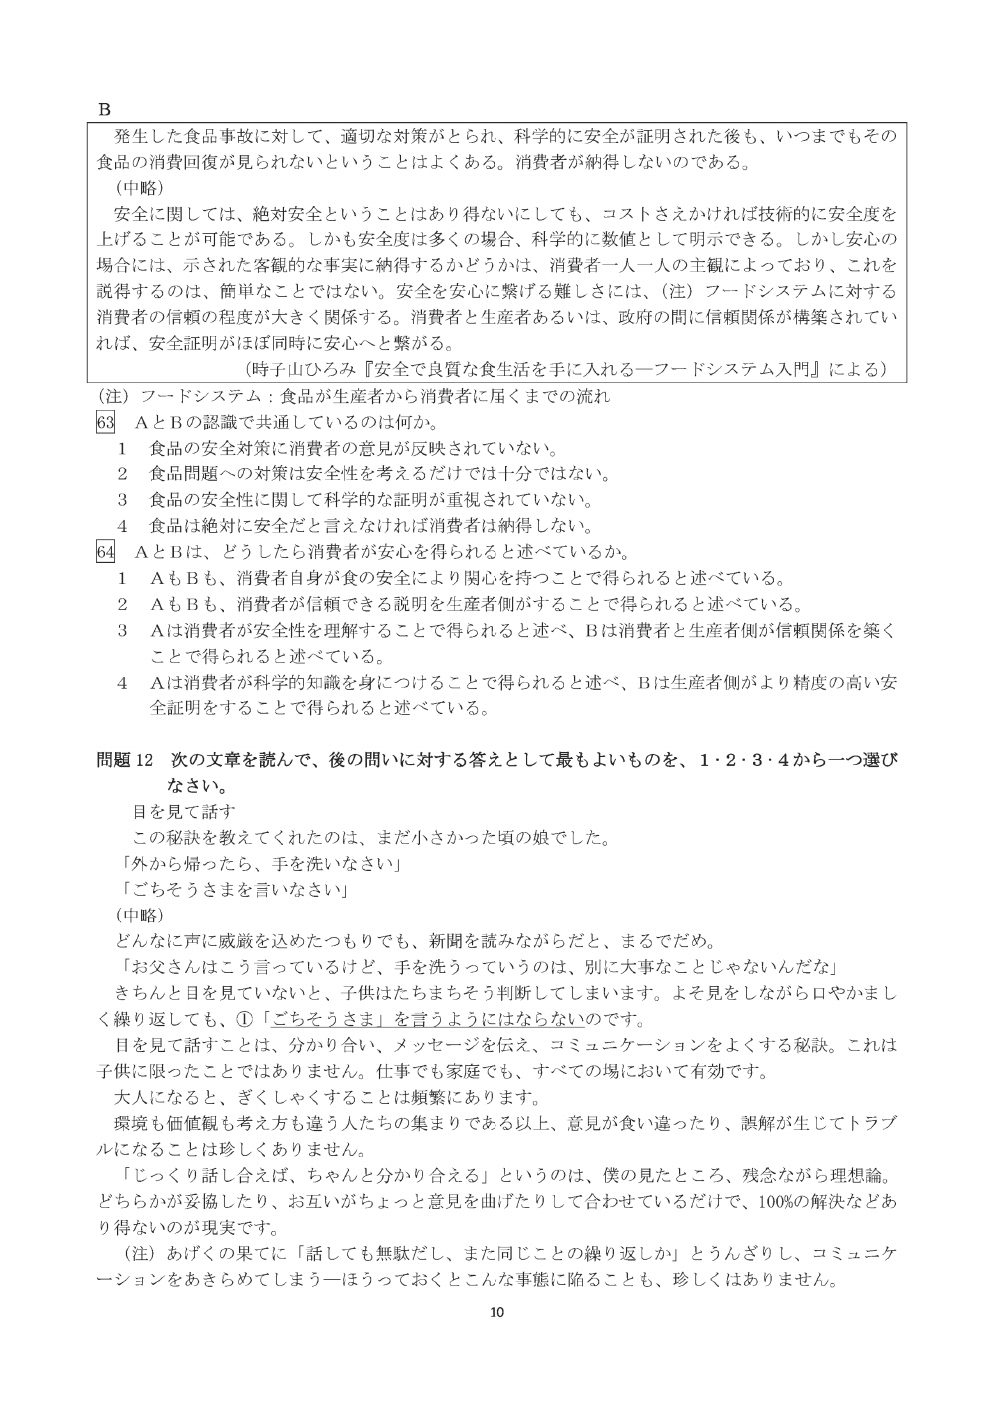 B
発生した食品事故に対して、適切な対策がとられ、科学的に安全が証明された後も、いつまでもその
食品の消費回復が見られないということはよくある。消費者が納得しないのである。
（中略）
安全に関しては、絶対安全ということはあり得ないにしても、コストさえかければ技術的に安全度を
上げることが可能である。しかも安全度は多くの場合、科学的に数値として明示できる。しかし安心の
場合には、示された客観的な事実に納得するかどうかは、消費者一人一人の主観によっており、これを
説得するのは、簡単なことではない。安全を安心に繋げる難しさには、（注）フードシステムに対する
消費者の信頼の程度が大きく関係する。消費者と生産者あるいは、政府の間に信頼関係が構築されてい
れば、安全証明がほぼ同時に安心へと繋がる。
（時子山ひろみ『安全で良質な食生活を手に入れる―フードシステム入門』による）
（注）フードシステム：食品が生産者から消費者に届くまでの流れ
63 AとBの認識で共通しているのは何か。
1 食品の安全対策に消費者の意見が反映されていない。
2 食品問題への対策は安全性を考えるだけでは十分ではない。
3 食品の安全性に関して科学的な証明が重視されていない。
4 食品は絶対に安全だと言えなければ消費者は納得しない。
64 AとBは、どうしたら消費者が安心を得られると述べているか。
1 AもBも、消費者自身が食の安全により関心を持つことで得られると述べている。
2 AもBも、消費者が信頼できる説明を生産者側がすることで得られると述べている。
3 Aは消費者が安全性を理解することで得られると述べ、Bは消費者と生産者側が信頼関係を築く
ことで得られると述べている。
4 Aは消費者が科学的知識を身につけることで得られると述べ、Bは生産者側がより精度の高い安
全証明をすることで得られると述べている。
問題12 次の文章を読んで、後の問いに対する答えとして最もよいものを、１・２・３・４から一つ選び
なさい。
目を見て話す
この秘訣を教えてくれたのは、まだ小さかった頃の娘でした。
「外から帰ったら、手を洗いなさい」
「ごちそうさまを言いなさい」
（中略）
どんなに声に威厳を込めたつもりでも、新聞を読みながらだと、まるでだめ。
「お父さんはこう言っているけど、手を洗うっていうのは、別に大事なことじゃないんだな」
きちんと目を見ていないと、子供はたちまちそう判断してしまいます。よそ見をしながら口やかまし
く繰り返しても、①「ごちそうさま」を言うようにはならないのです。
目を見て話すことは、分かり合い、メッセージを伝え、コミュニケーションをよくする秘訣。これは
子供に限ったことではありません。仕事でも家庭でも、すべての場において有効です。
大人になると、ぎくしゃくすることは頻繁にあります。
環境も価値観も考え方も違う人たちの集まりである以上、意見が食い違ったり、誤解が生じてトラブ
ルになることは珍しくありません。
「じっくり話し合えば、ちゃんと分かり合える」というのは、僕の見たところ、残念ながら理想論。
どちらかが妥協したり、お互いがちょっと意見を曲げたりして合わせているだけで、100%の解決などあ
り得ないのが現実です。
（注）あげくの果てに「話しても無駄だし、また同じことの繰り返しか」とうんざりし、コミュニケ
ーションをあきらめてしまう―ほうっておくとこんな事態に陥ることも、珍しくはありません。
10